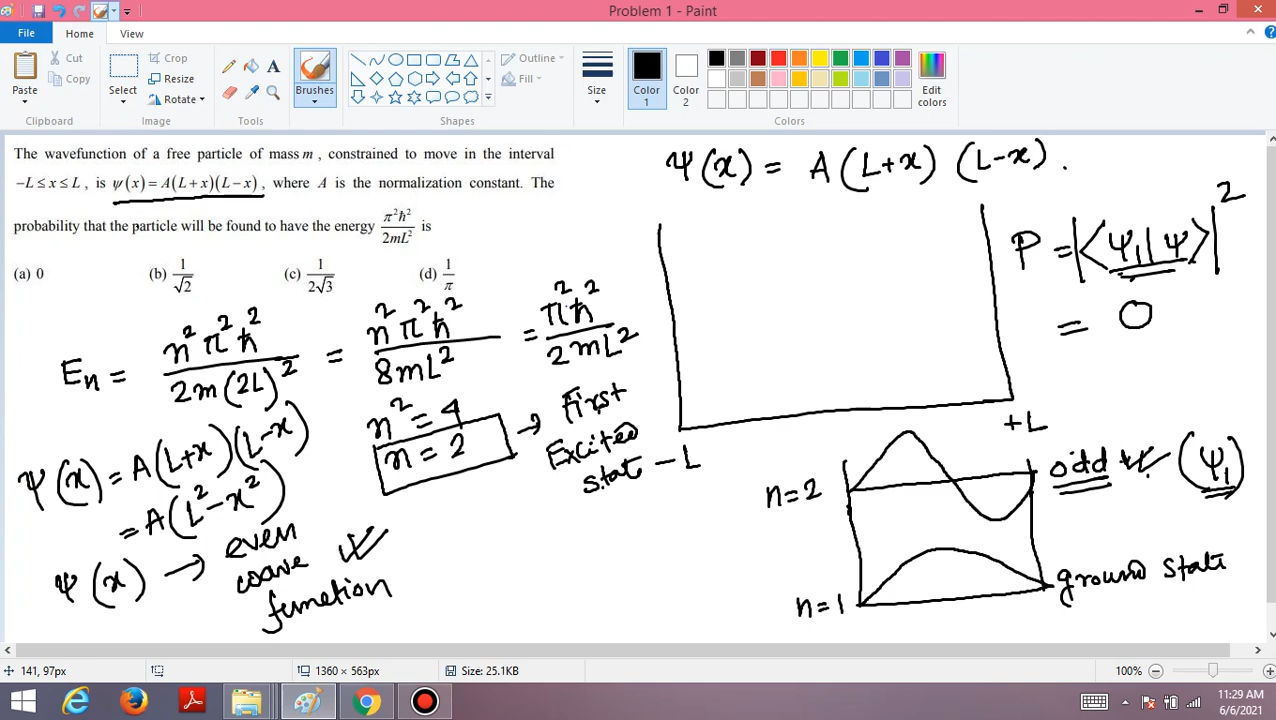 Problem 1 - Paint
File
Home
View
Paste
Cut
Copy
Clipboard
Select
Crop
Resize
Rotate
Image
A
Tools
Brushes
Outline
Fill
Shapes
Size
Color 1
Color 2
Edit colors
Colors
The wavefunction of a free particle of mass m , constrained to move in the interval
−L ≤ x ≤ L , is ψ(x) = A(L+x)(L−x) , where A is the normalization constant. The
probability that the particle will be found to have the energy π²ℏ²/2mL² is
(a) 0 (b) 1/√2 (c) 1/2√3 (d) 1/π
ψ(x) = A(L+x)(L−x) .
P = |<ψ₁|ψ>|²
= 0
Eₙ = n²π²ℏ²/2m(2L)² = n²π²ℏ²/8mL² = π²ℏ²/2mL²
n² = 4
n = 2 → First
Excited
state
−L
+L
ψ(x) = A(L+x)(L−x)
= A(L²−x²)
ψ(x) → even
wave
function
ψ
n=2
odd ψ (ψ₁)
n=1
ground state
141, 97px
1360 × 563px
Size: 25.1KB
100%
11:29 AM
6/6/2021